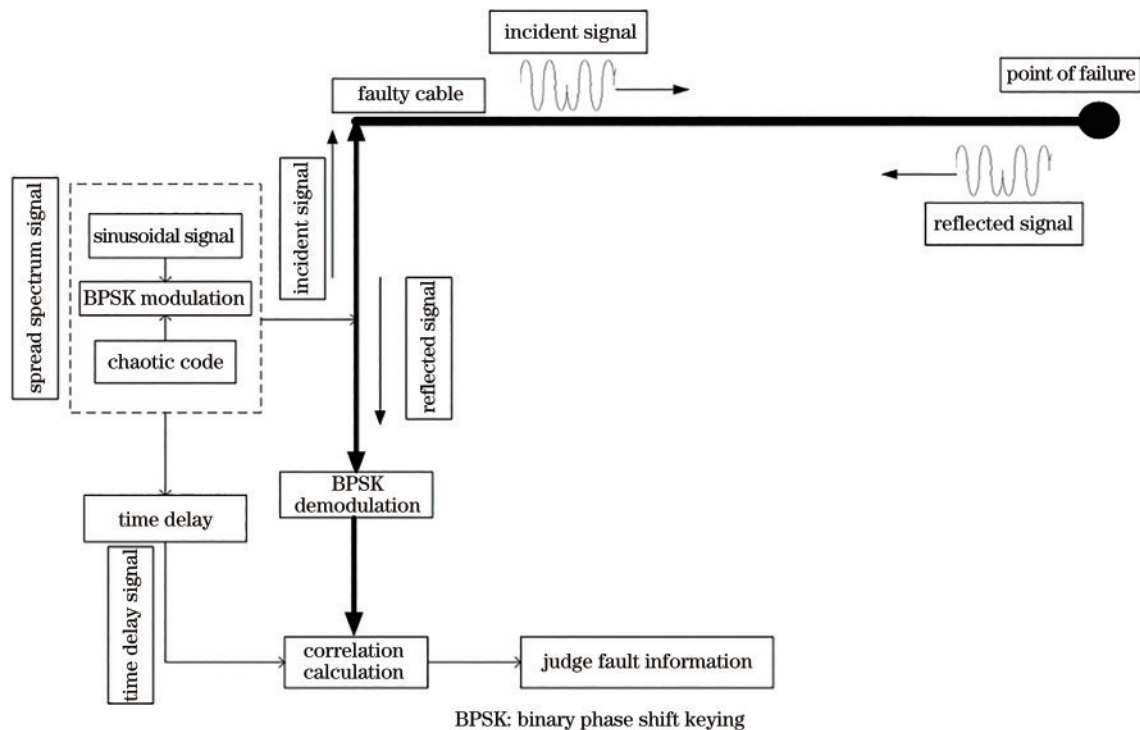 incident signal
point of failure
faulty cable
incident signal
spread spectrum signal
sinusoidal signal
reflected signal
BPSK modulation
reflected signal
chaotic code
BPSK
demodulation
time delay
time delay signal
correlation
calculation
judge fault information
BPSK: binary phase shift keying